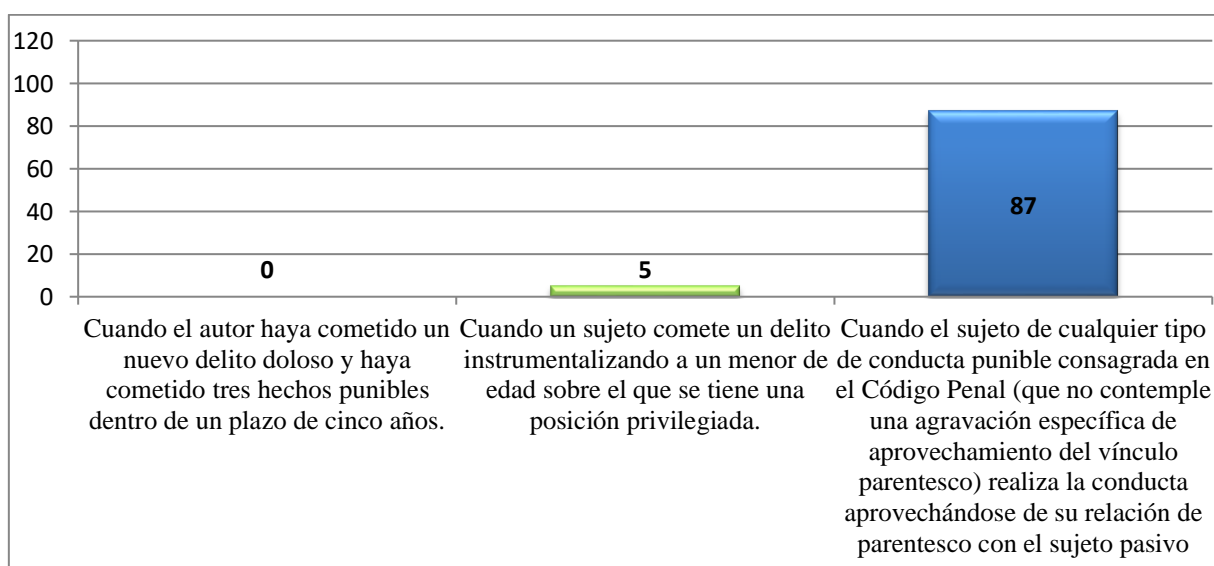 120
100
80
60
40
20
0
0
5
87
Cuando el autor haya cometido un
nuevo delito doloso y haya
cometido tres hechos punibles
dentro de un plazo de cinco años.
Cuando un sujeto comete un delito
instrumentalizando a un menor de
edad sobre el que se tiene una
posición privilegiada.
Cuando el sujeto de cualquier tipo
de conducta punible consagrada en
el Código Penal (que no contemple
una agravación específica de
aprovechamiento del vínculo
parentesco) realiza la conducta
aprovechándose de su relación de
parentesco con el sujeto pasivo